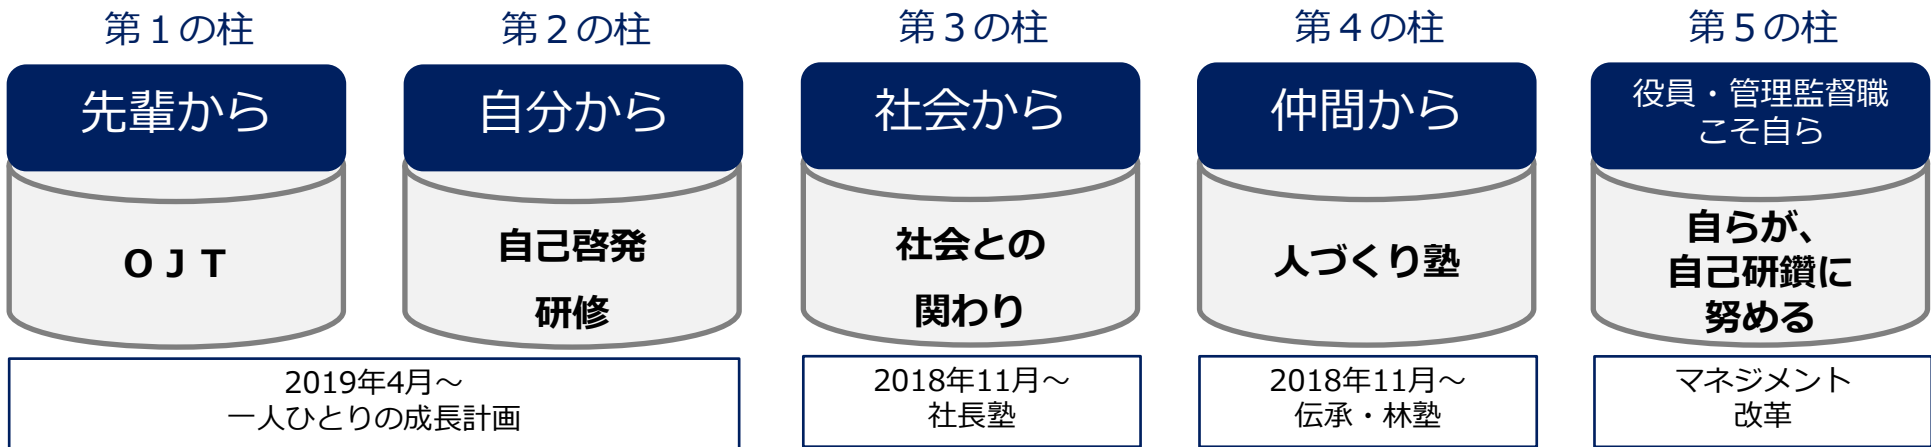 第１の柱
先輩から
ＯＪＴ
第２の柱
自分から
自己啓発
研修
2019年4月～
一人ひとりの成長計画
第３の柱
社会から
社会との
関わり
2018年11月～
社長塾
第４の柱
仲間から
人づくり塾
2018年11月～
伝承・林塾
第５の柱
役員・管理監督職
こそ自ら
自らが、
自己研鑽に
努める
マネジメント
改革